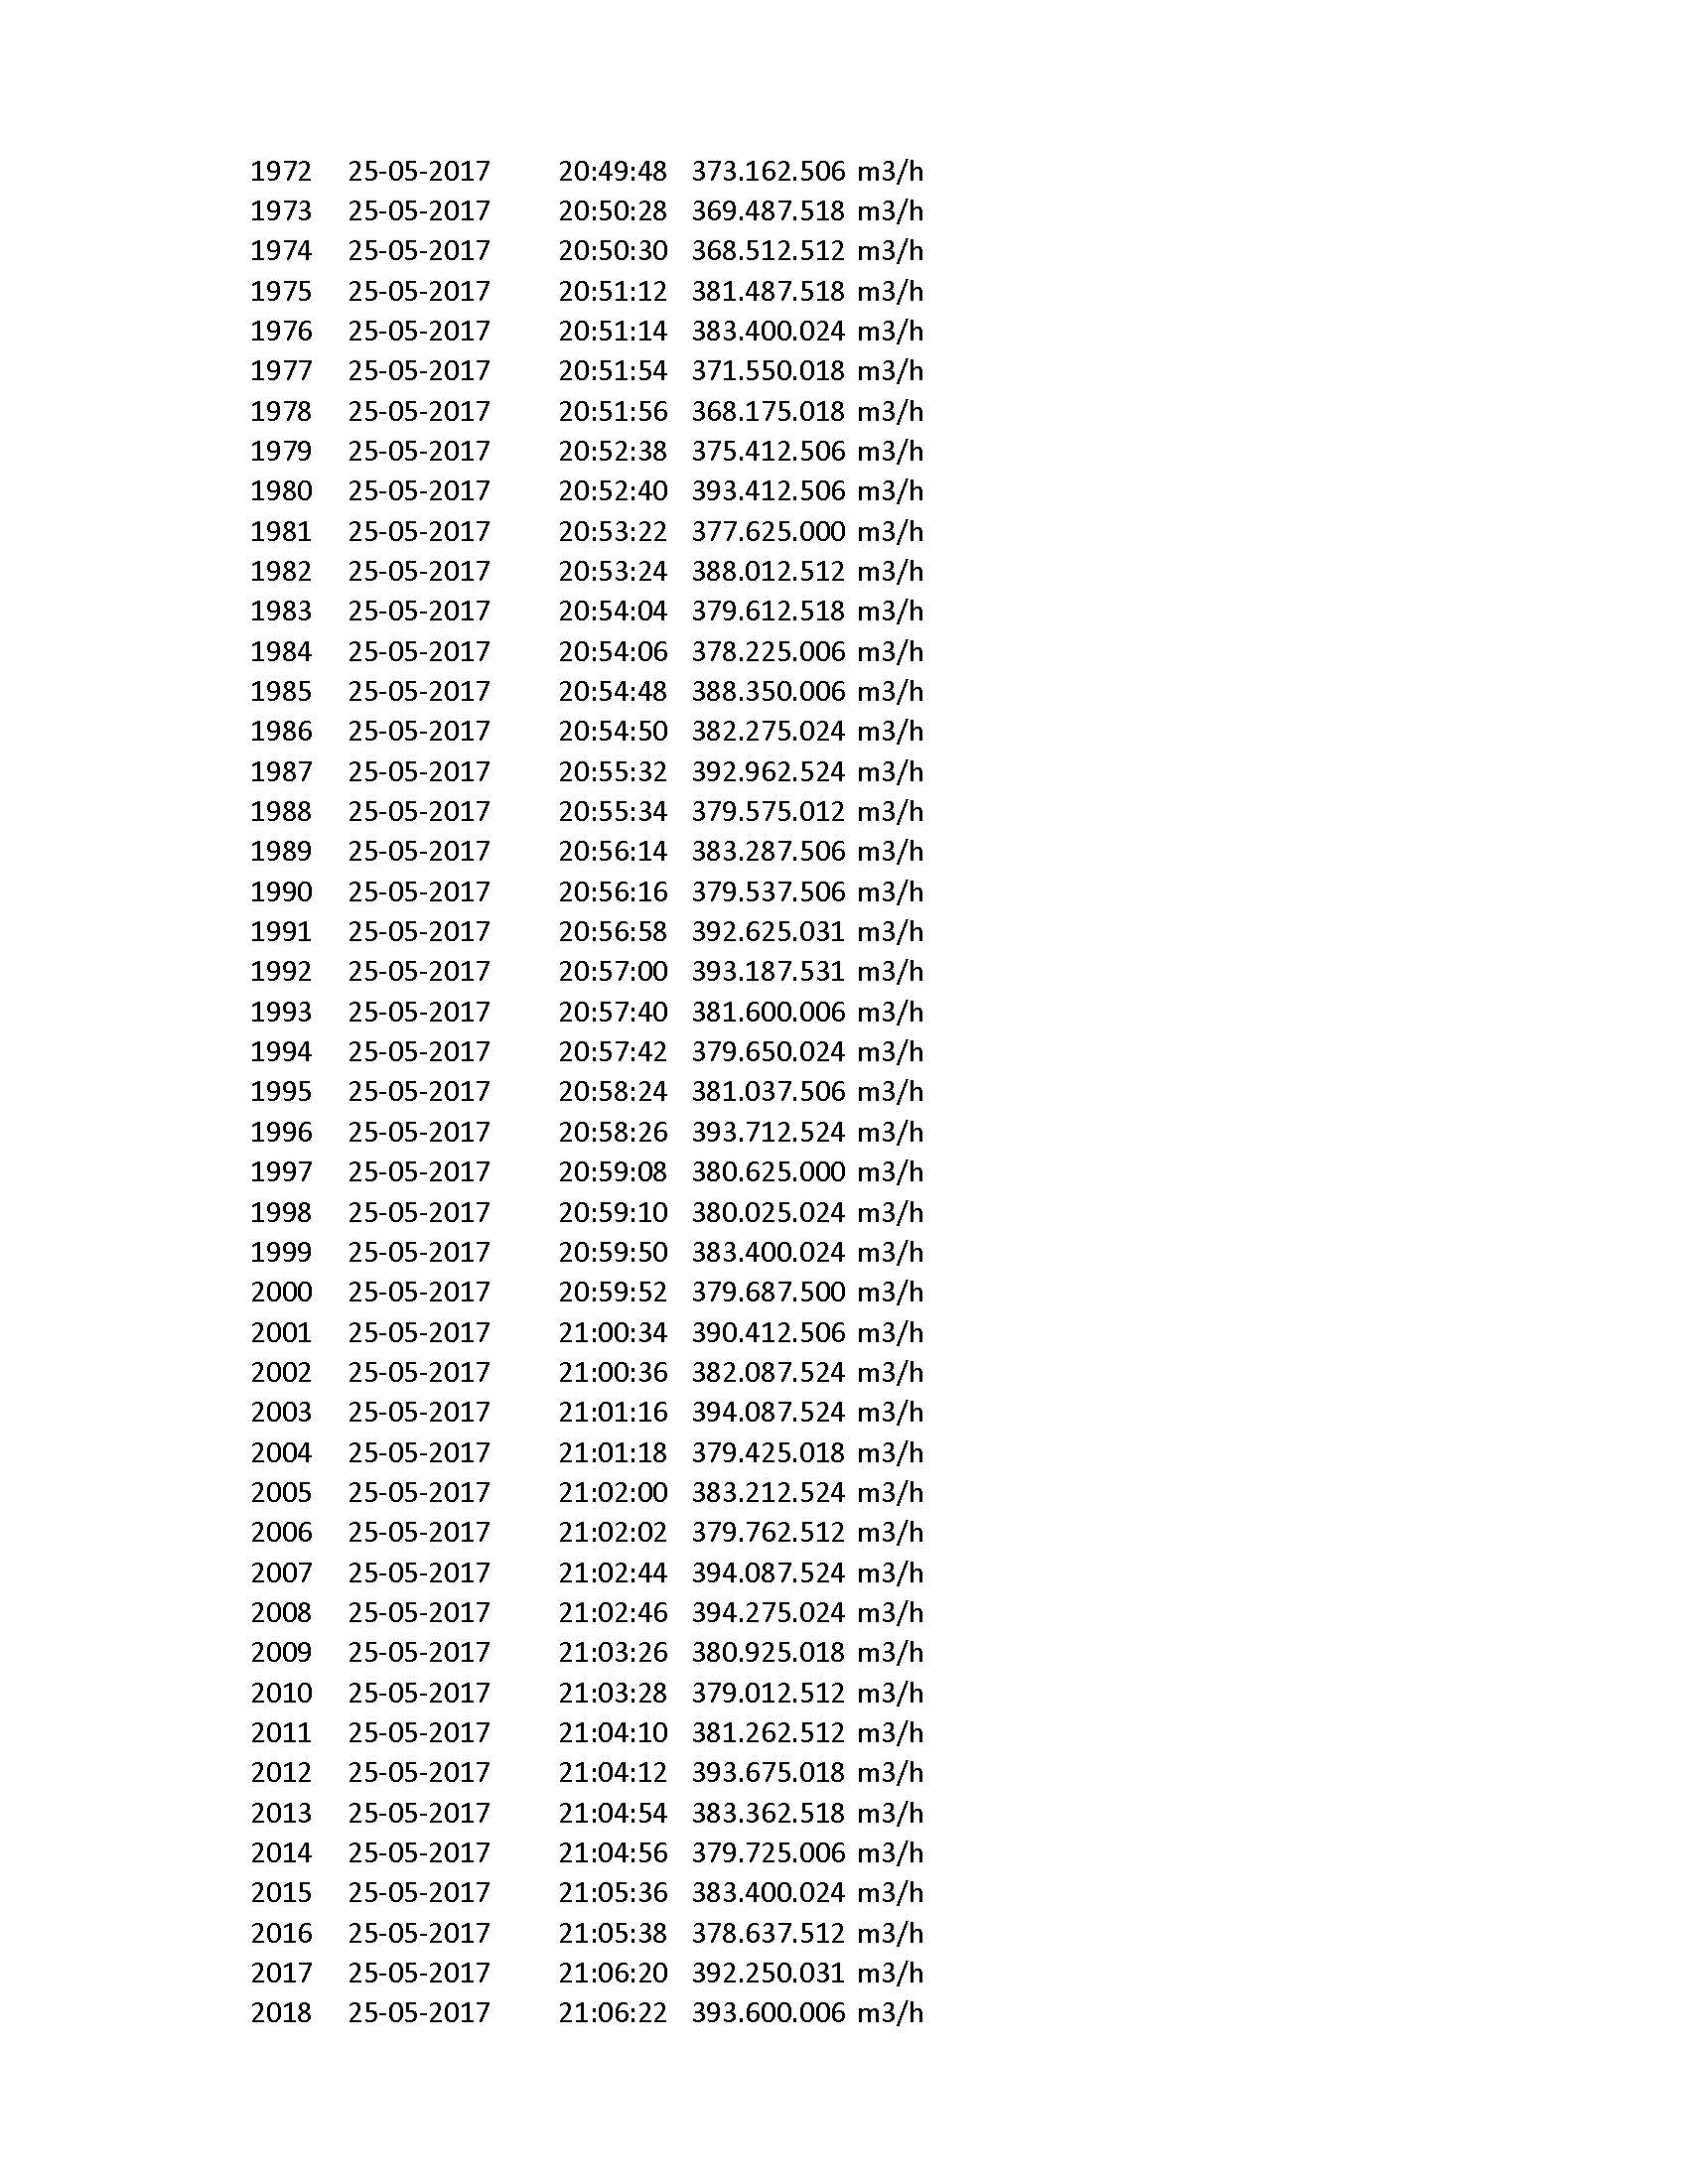 1972 25-05-2017 20:49:48 373.162.506 m3/h
1973 25-05-2017 20:50:28 369.487.518 m3/h
1974 25-05-2017 20:50:30 368.512.512 m3/h
1975 25-05-2017 20:51:12 381.487.518 m3/h
1976 25-05-2017 20:51:14 383.400.024 m3/h
1977 25-05-2017 20:51:54 371.550.018 m3/h
1978 25-05-2017 20:51:56 368.175.018 m3/h
1979 25-05-2017 20:52:38 375.412.506 m3/h
1980 25-05-2017 20:52:40 393.412.506 m3/h
1981 25-05-2017 20:53:22 377.625.000 m3/h
1982 25-05-2017 20:53:24 388.012.512 m3/h
1983 25-05-2017 20:54:04 379.612.518 m3/h
1984 25-05-2017 20:54:06 378.225.006 m3/h
1985 25-05-2017 20:54:48 388.350.006 m3/h
1986 25-05-2017 20:54:50 382.275.024 m3/h
1987 25-05-2017 20:55:32 392.962.524 m3/h
1988 25-05-2017 20:55:34 379.575.012 m3/h
1989 25-05-2017 20:56:14 383.287.506 m3/h
1990 25-05-2017 20:56:16 379.537.506 m3/h
1991 25-05-2017 20:56:58 392.625.031 m3/h
1992 25-05-2017 20:57:00 393.187.531 m3/h
1993 25-05-2017 20:57:40 381.600.006 m3/h
1994 25-05-2017 20:57:42 379.650.024 m3/h
1995 25-05-2017 20:58:24 381.037.506 m3/h
1996 25-05-2017 20:58:26 393.712.524 m3/h
1997 25-05-2017 20:59:08 380.625.000 m3/h
1998 25-05-2017 20:59:10 380.025.024 m3/h
1999 25-05-2017 20:59:50 383.400.024 m3/h
2000 25-05-2017 20:59:52 379.687.500 m3/h
2001 25-05-2017 21:00:34 390.412.506 m3/h
2002 25-05-2017 21:00:36 382.087.524 m3/h
2003 25-05-2017 21:01:16 394.087.524 m3/h
2004 25-05-2017 21:01:18 379.425.018 m3/h
2005 25-05-2017 21:02:00 383.212.524 m3/h
2006 25-05-2017 21:02:02 379.762.512 m3/h
2007 25-05-2017 21:02:44 394.087.524 m3/h
2008 25-05-2017 21:02:46 394.275.024 m3/h
2009 25-05-2017 21:03:26 380.925.018 m3/h
2010 25-05-2017 21:03:28 379.012.512 m3/h
2011 25-05-2017 21:04:10 381.262.512 m3/h
2012 25-05-2017 21:04:12 393.675.018 m3/h
2013 25-05-2017 21:04:54 383.362.518 m3/h
2014 25-05-2017 21:04:56 379.725.006 m3/h
2015 25-05-2017 21:05:36 383.400.024 m3/h
2016 25-05-2017 21:05:38 378.637.512 m3/h
2017 25-05-2017 21:06:20 392.250.031 m3/h
2018 25-05-2017 21:06:22 393.600.006 m3/h